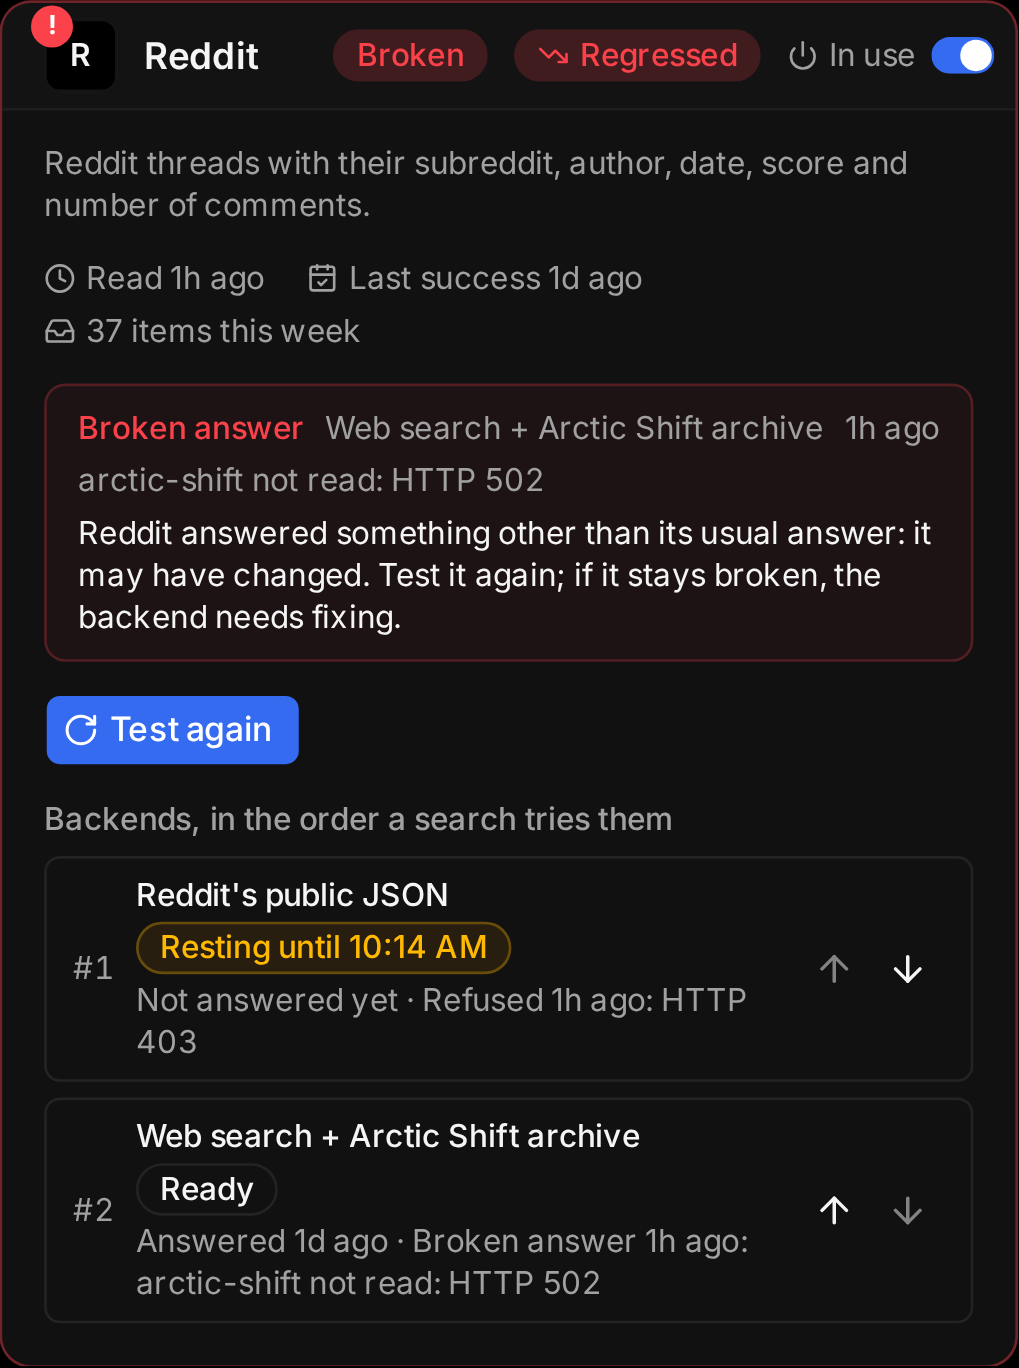 !
R
Reddit
Broken
Regressed
In use
Reddit threads with their subreddit, author, date, score and
number of comments.
Read 1h ago
Last success 1d ago
37 items this week
Broken answer Web search + Arctic Shift archive 1h ago
arctic-shift not read: HTTP 502
Reddit answered something other than its usual answer: it
may have changed. Test it again; if it stays broken, the
backend needs fixing.
Test again
Backends, in the order a search tries them
#1
Reddit's public JSON
Resting until 10:14 AM
Not answered yet · Refused 1h ago: HTTP
403
#2
Web search + Arctic Shift archive
Ready
Answered 1d ago · Broken answer 1h ago:
arctic-shift not read: HTTP 502